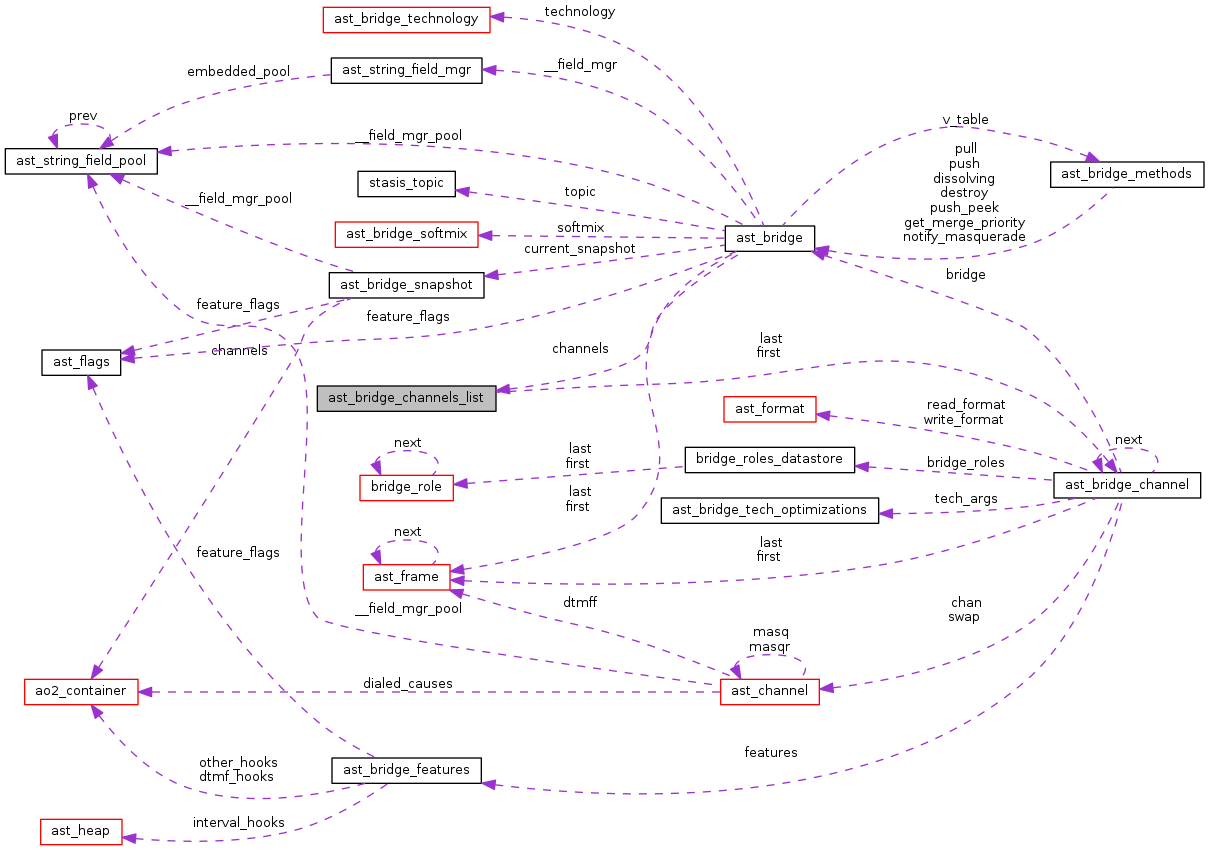 ast_bridge_technology
technology
ast_string_field_mgr
__field_mgr
embedded_pool
prev
ast_string_field_pool
__field_mgr_pool
v_table
pull
push
dissolving
destroy
push_peek
get_merge_priority
notify_masquerade
ast_bridge_methods
stasis_topic
topic
__field_mgr_pool
ast_bridge_softmix
softmix
ast_bridge
current_snapshot
ast_bridge_snapshot
bridge
feature_flags
feature_flags
channels
ast_flags
channels
last
first
ast_bridge_channels_list
ast_format
read_format
write_format
next
last
first
bridge_roles_datastore
bridge_roles
next
bridge_role
ast_bridge_channel
last
first
ast_bridge_tech_optimizations
tech_args
next
feature_flags
last
first
ast_frame
dtmff
__field_mgr_pool
chan
swap
masq
masqr
ao2_container
dialed_causes
ast_channel
other_hooks
dtmf_hooks
ast_bridge_features
features
interval_hooks
ast_heap